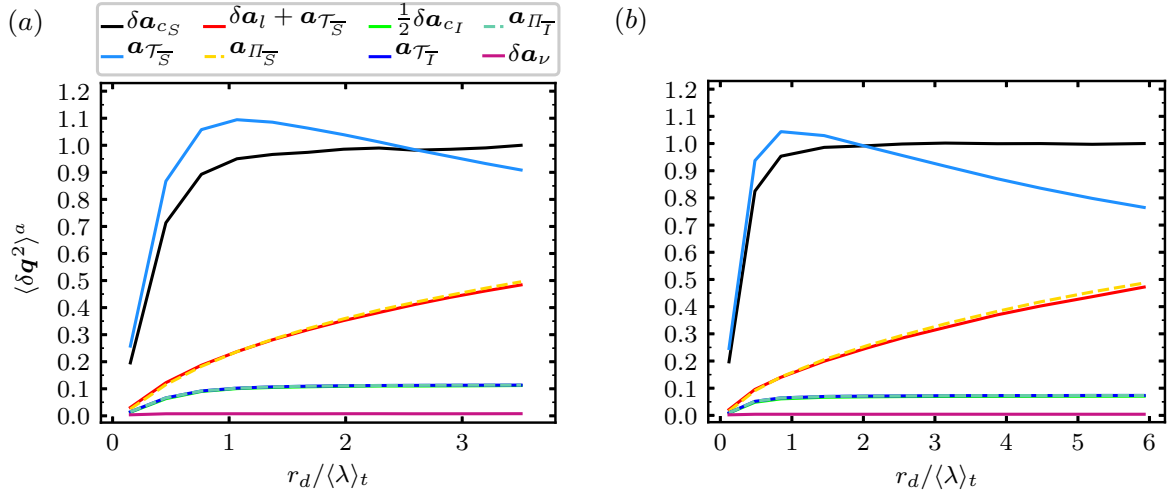 (a)
δa_{c_S} δa_l + a_{𝒯_{\overline{S}}} ½δa_{c_I} a_{Π_{\overline{I}}}
a_{𝒯_{\overline{S}}} a_{Π_{\overline{S}}} a_{𝒯_{\overline{I}}} δa_ν
(b)
⟨δq²⟩^a
1.2
1.1
1.0
0.9
0.8
0.7
0.6
0.5
0.4
0.3
0.2
0.1
0.0
0 1 2 3
r_d/⟨λ⟩_t
1.2
1.1
1.0
0.9
0.8
0.7
0.6
0.5
0.4
0.3
0.2
0.1
0.0
0 1 2 3 4 5 6
r_d/⟨λ⟩_t